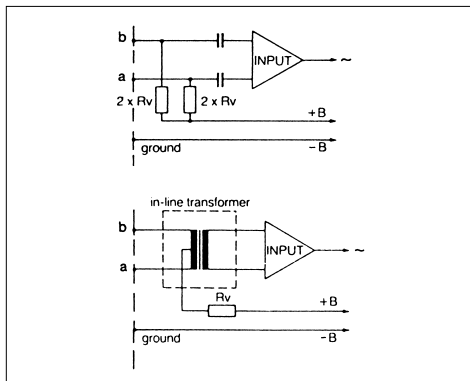 b
INPUT
~
a
2 x Rv
2 x Rv
+B
ground
-B
in-line transformer
b
INPUT
~
a
Rv
+B
ground
-B